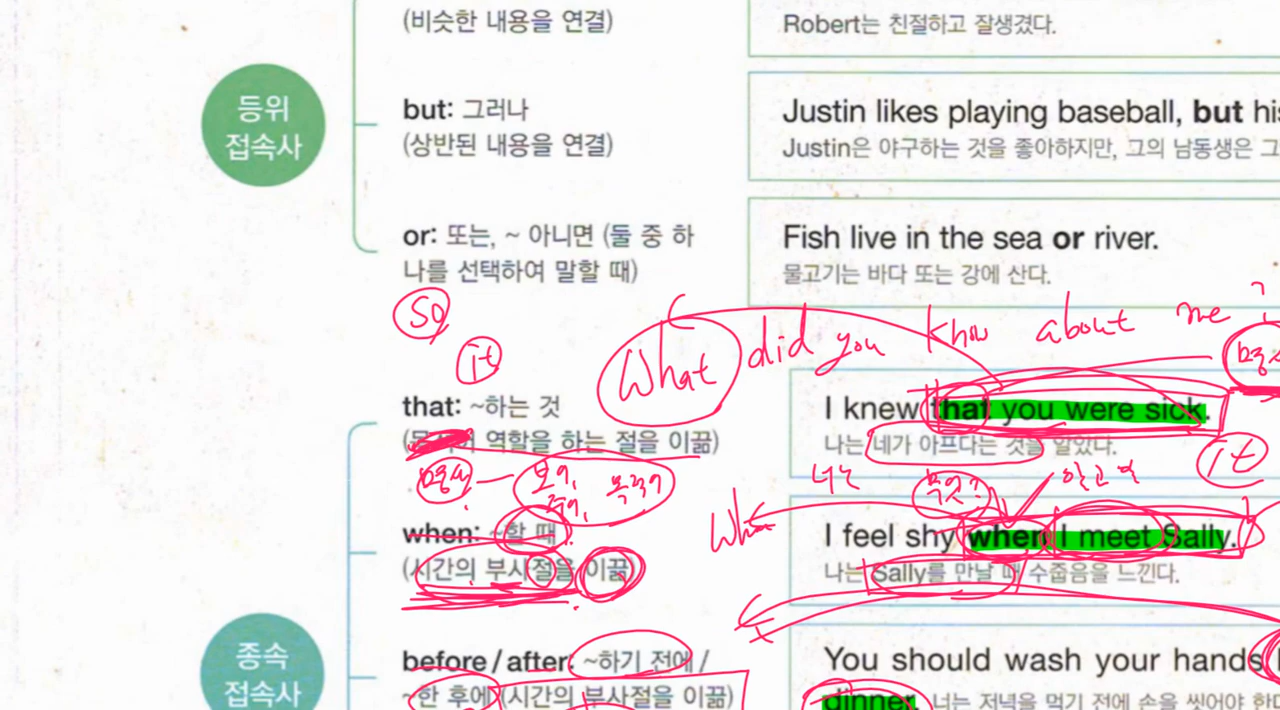 (비슷한 내용을 연결)
Robert는 친절하고 잘생겼다.
등위
접속사
but: 그러나
(상반된 내용을 연결)
Justin likes playing baseball, but his
Justin은 야구하는 것을 좋아하지만, 그의 남동생은 그
or: 또는, ~ 아니면 (둘 중 하
나를 선택하여 말할 때)
Fish live in the sea or river.
물고기는 바다 또는 강에 산다.
so
it
What did you know about me?
that: ~하는 것
역할을 하는 절을 이끎)
I knew that you were sick.
나는 네가 아프다는 것을 알았다.
it
너는 무엇? 알고 있
when: ~할 때
(시간의 부사절을 이끎)
I feel shy when I meet Sally.
나는 Sally를 만날 때 수줍음을 느낀다.
종속
접속사
before/after: ~하기 전에/
~한 후에 (시간의 부사절을 이끎)
You should wash your hands
dinner. 너는 저녁을 먹기 전에 손을 씻어야 한다